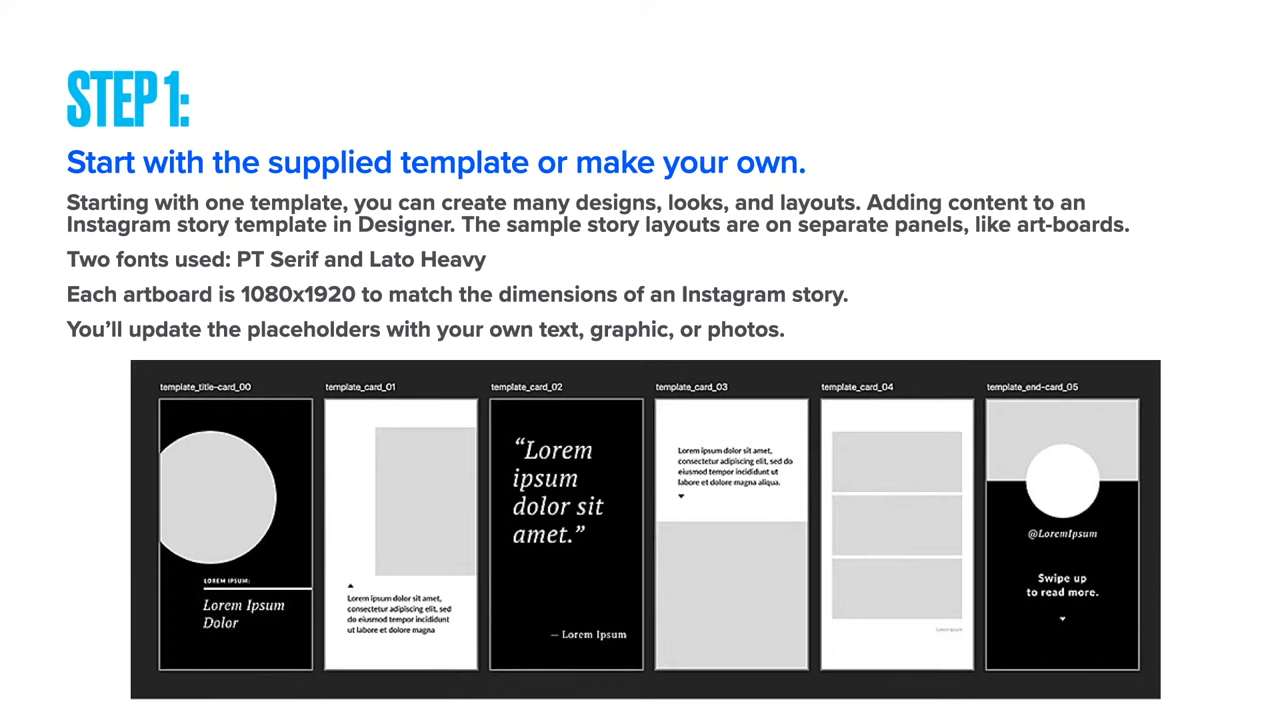 STEP 1:
Start with the supplied template or make your own.
Starting with one template, you can create many designs, looks, and layouts. Adding content to an
Instagram story template in Designer. The sample story layouts are on separate panels, like art-boards.
Two fonts used: PT Serif and Lato Heavy
Each artboard is 1080x1920 to match the dimensions of an Instagram story.
You’ll update the placeholders with your own text, graphic, or photos.
template_title-card_00
LOREM IPSUM:
Lorem Ipsum
Dolor
template_card_01
Lorem ipsum dolor sit amet,
consectetur adipiscing elit, sed
do eiusmod tempor incididunt
ut labore et dolore magna
template_card_02
“Lorem
ipsum
dolor sit
amet.”
— Lorem Ipsum
template_card_03
Lorem ipsum dolor sit amet,
consectetur adipiscing elit, sed do
eiusmod tempor incididunt ut
labore et dolore magna aliqua.
template_card_04
Lorem ipsum
template_end-card_05
@LoremIpsum
Swipe up
to read more.